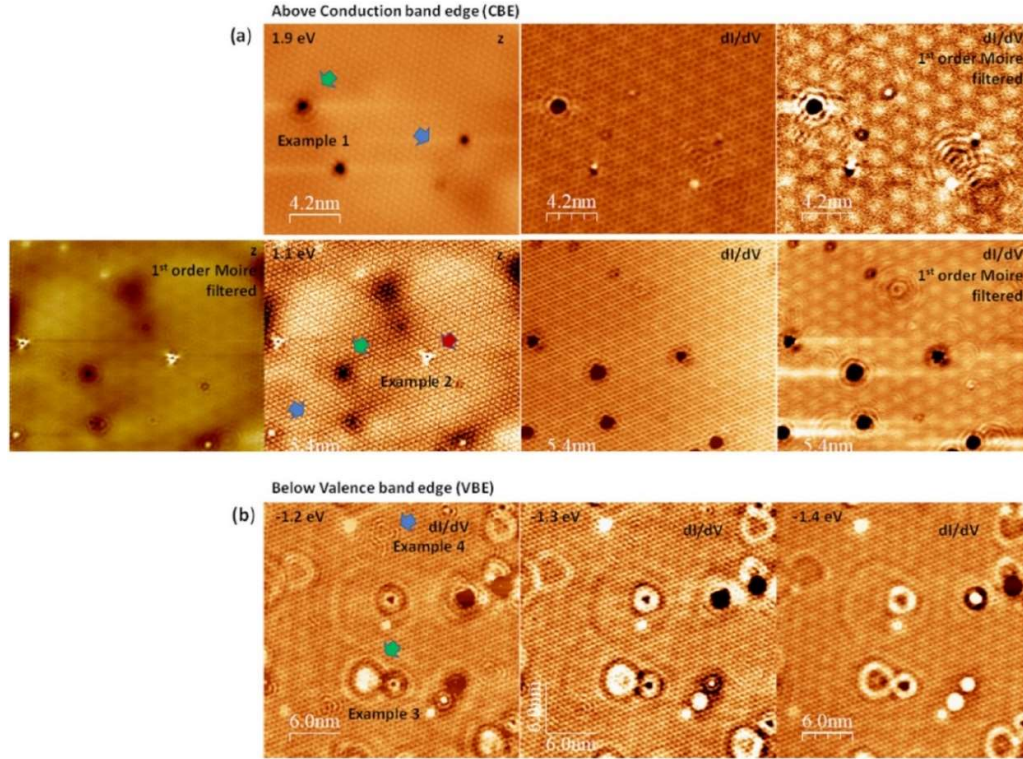 Above Conduction band edge (CBE)
(a)
1.9 eV
z
Example 1
4.2nm
dI/dV
4.2nm
dI/dV
1st order Moire
filtered
4.2nm
z
1st order Moire
filtered
1.1 eV
z
Example 2
5.4nm
dI/dV
5.4nm
dI/dV
1st order Moire
filtered
5.4nm
Below Valence band edge (VBE)
(b)
-1.2 eV
dI/dV
Example 4
Example 3
6.0nm
-1.3 eV
dI/dV
6.0nm
6.0nm
-1.4 eV
dI/dV
6.0nm